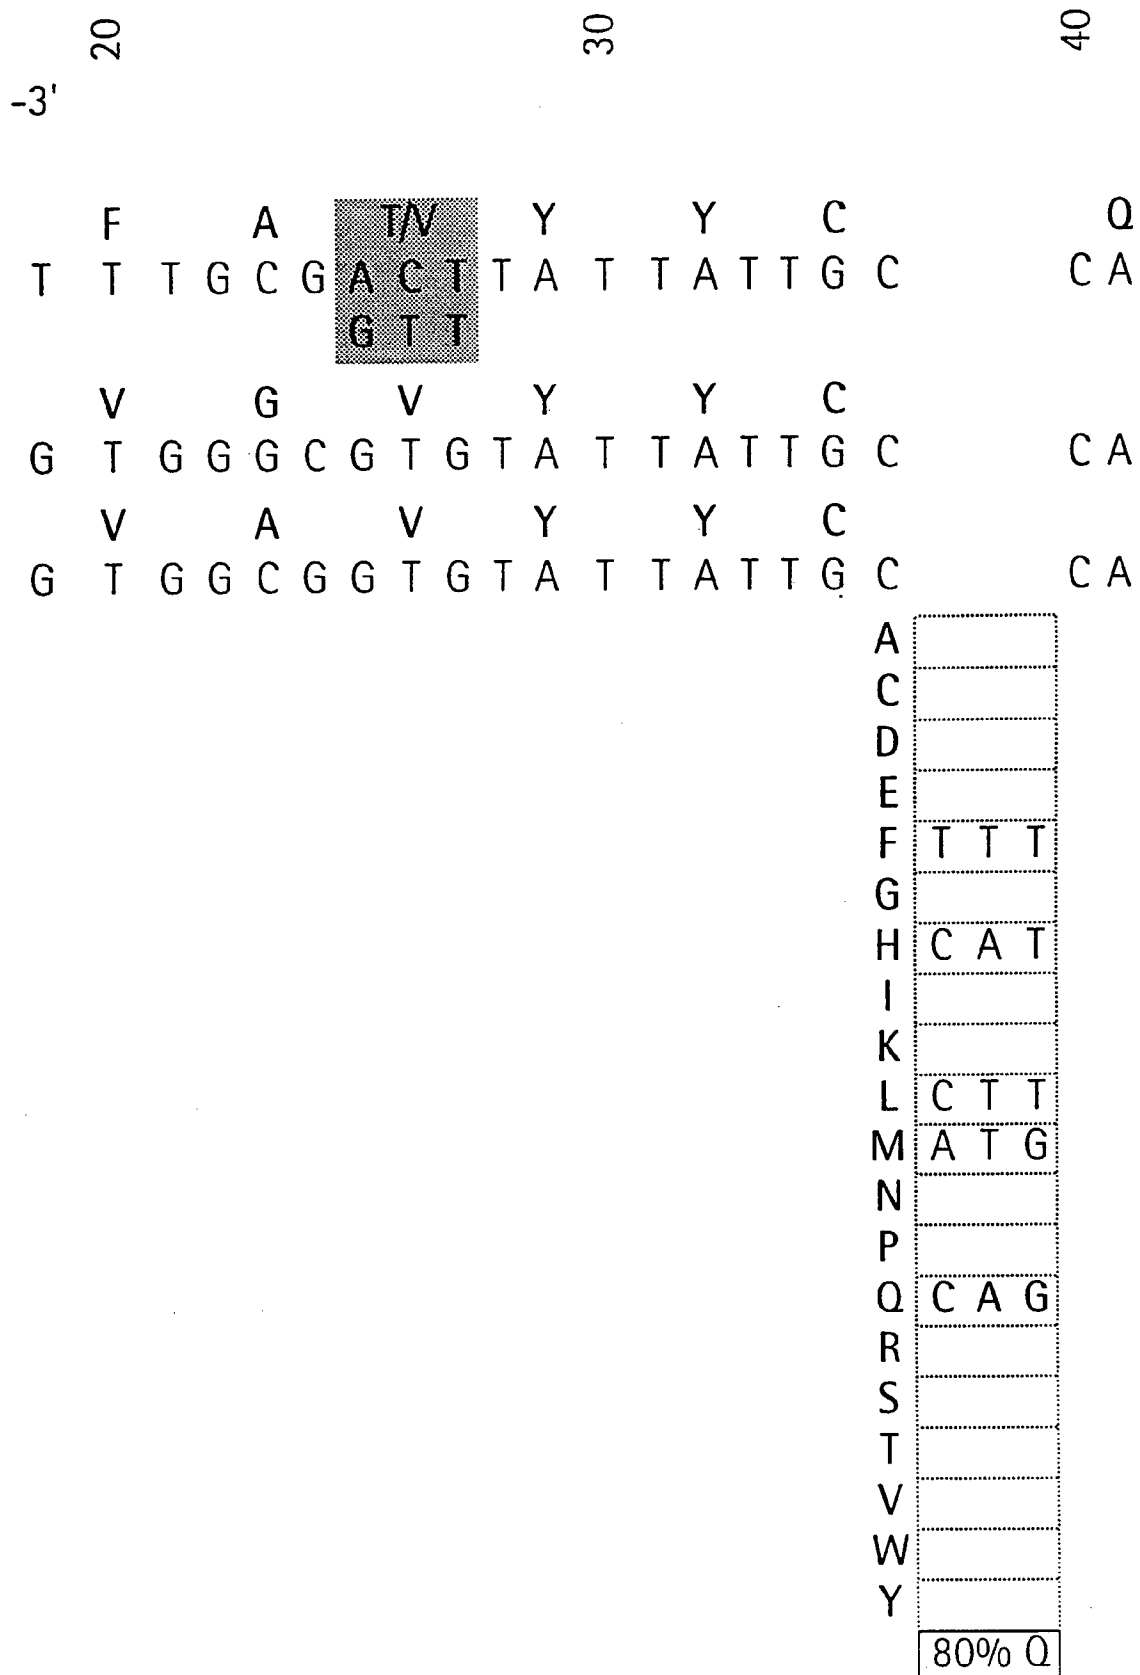 20 30 40
-3'
F A T/V Y Y C Q
T T T G C G A C T T A T T A T T G C C A
G T T
V G V Y Y C
G T G G G C G T G T A T T A T T G C C A
V A V Y Y C
G T G G C G G T G T A T T A T T G C C A
A
C
D
E
F T T T
G
H C A T
I
K
L C T T
M A T G
N
P
Q C A G
R
S
T
V
W
Y
80% Q